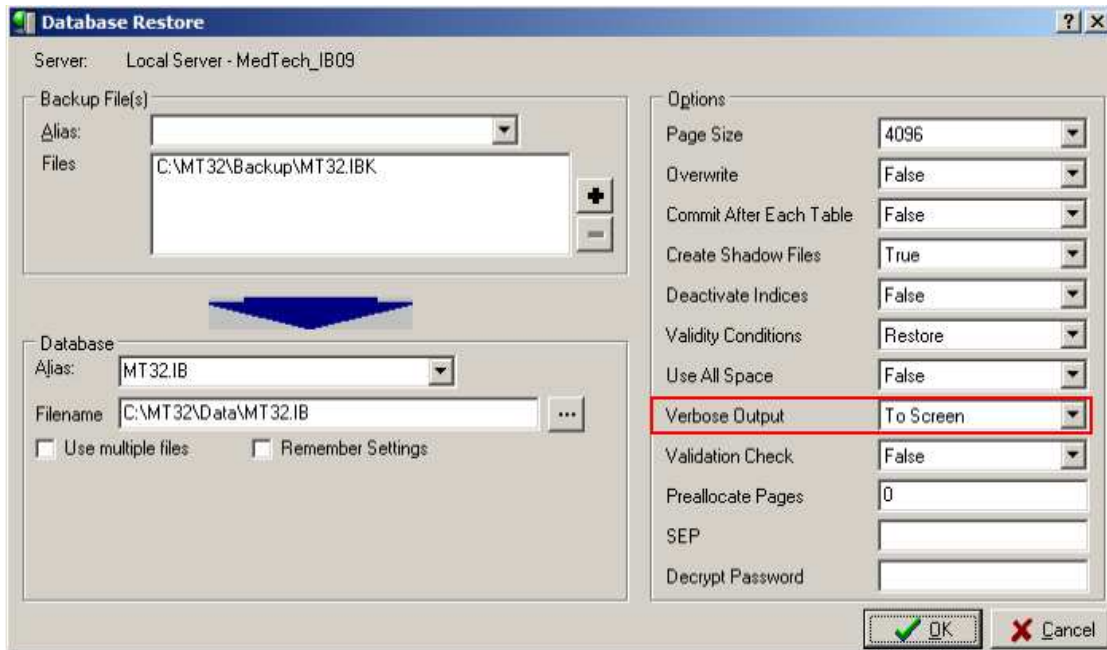 Database Restore
Server: Local Server - MedTech_IB09
Backup File(s)
Alias:
Files C:\MT32\Backup\MT32.IBK
Database
Alias: MT32.IB
Filename C:\MT32\Data\MT32.IB ...
Use multiple files Remember Settings
Options
Page Size 4096
Overwrite False
Commit After Each Table False
Create Shadow Files True
Deactivate Indices False
Validity Conditions Restore
Use All Space False
Verbose Output To Screen
Validation Check False
Preallocate Pages 0
SEP
Decrypt Password
OK Cancel